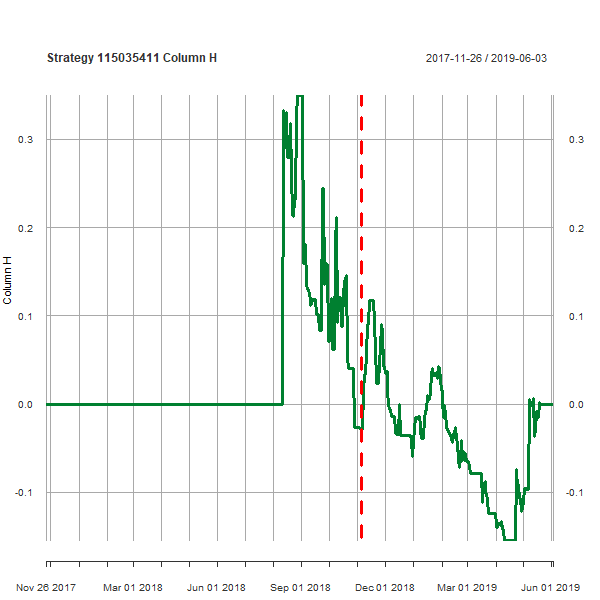 Strategy 115035411 Column H
2017-11-26 / 2019-06-03
0.3
0.3
0.2
0.2
0.1
0.1
0.0
0.0
-0.1
-0.1
Column H
Nov 26 2017
Mar 01 2018
Jun 01 2018
Sep 01 2018
Dec 01 2018
Mar 01 2019
Jun 01 2019